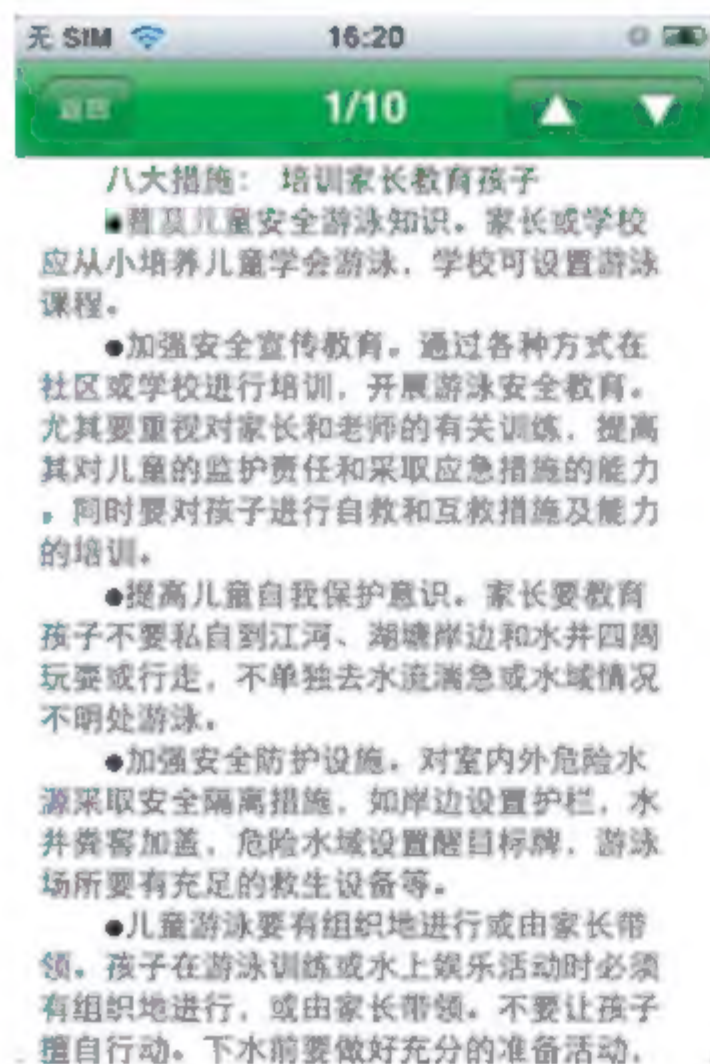 无 SIM 16:20
返回 1/10
八大措施： 培训家长教育孩子
■普及儿童安全游泳知识。家长或学校
应从小培养儿童学会游泳，学校可设置游泳
课程。
●加强安全宣传教育。通过各种方式在
社区或学校进行培训，开展游泳安全教育。
尤其要重视对家长和老师的有关训练，提高
其对儿童的监护责任和采取应急措施的能力
，同时要对孩子进行自救和互救措施及能力
的培训。
●提高儿童自我保护意识。家长要教育
孩子不要私自到江河、湖塘岸边和水井四周
玩耍或行走，不单独去水流湍急或水域情况
不明处游泳。
●加强安全防护设施。对室内外危险水
源采取安全隔离措施，如岸边设置护栏，水
井粪窖加盖，危险水域设置醒目标牌，游泳
场所要有充足的救生设备等。
●儿童游泳要有组织地进行或由家长带
领。孩子在游泳训练或水上娱乐活动时必须
有组织地进行，或由家长带领。不要让孩子
擅自行动。下水前要做好充分的准备活动，